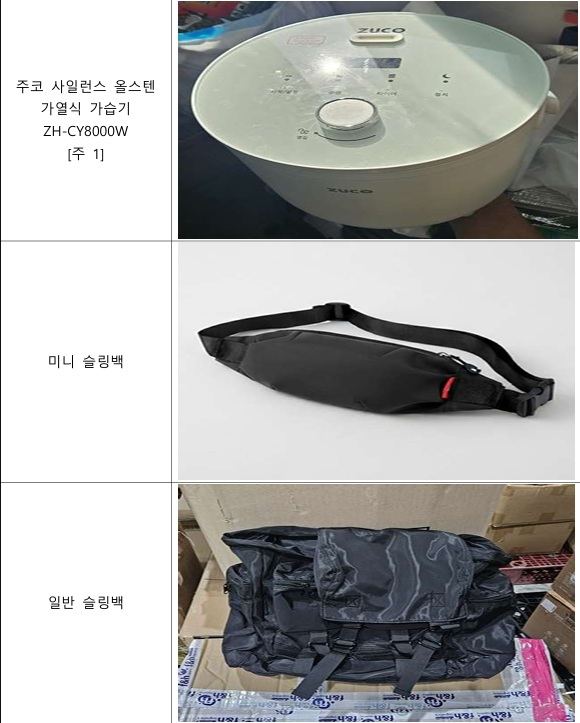 주코 사일런스 올스텐
가열식 가습기
ZH-CY8000W
[주 1]
ZUCO
ZUCO
미니 슬링백
일반 슬링백
f&h
f&h
f&h
f&h